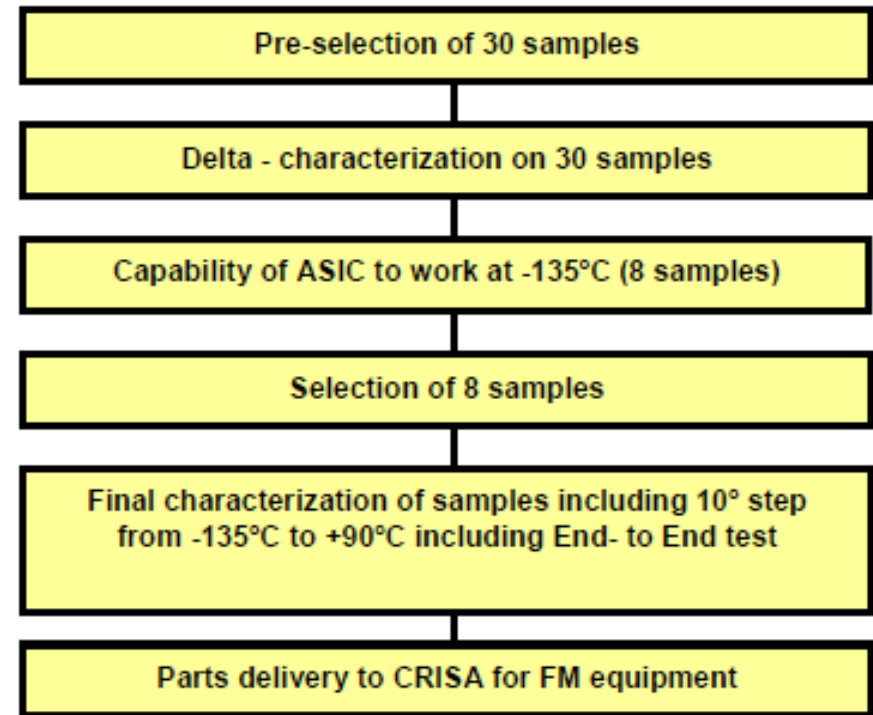 Pre-selection of 30 samples
Delta - characterization on 30 samples
Capability of ASIC to work at -135°C (8 samples)
Selection of 8 samples
Final characterization of samples including 10° step
from -135°C to +90°C including End- to End test
Parts delivery to CRISA for FM equipment